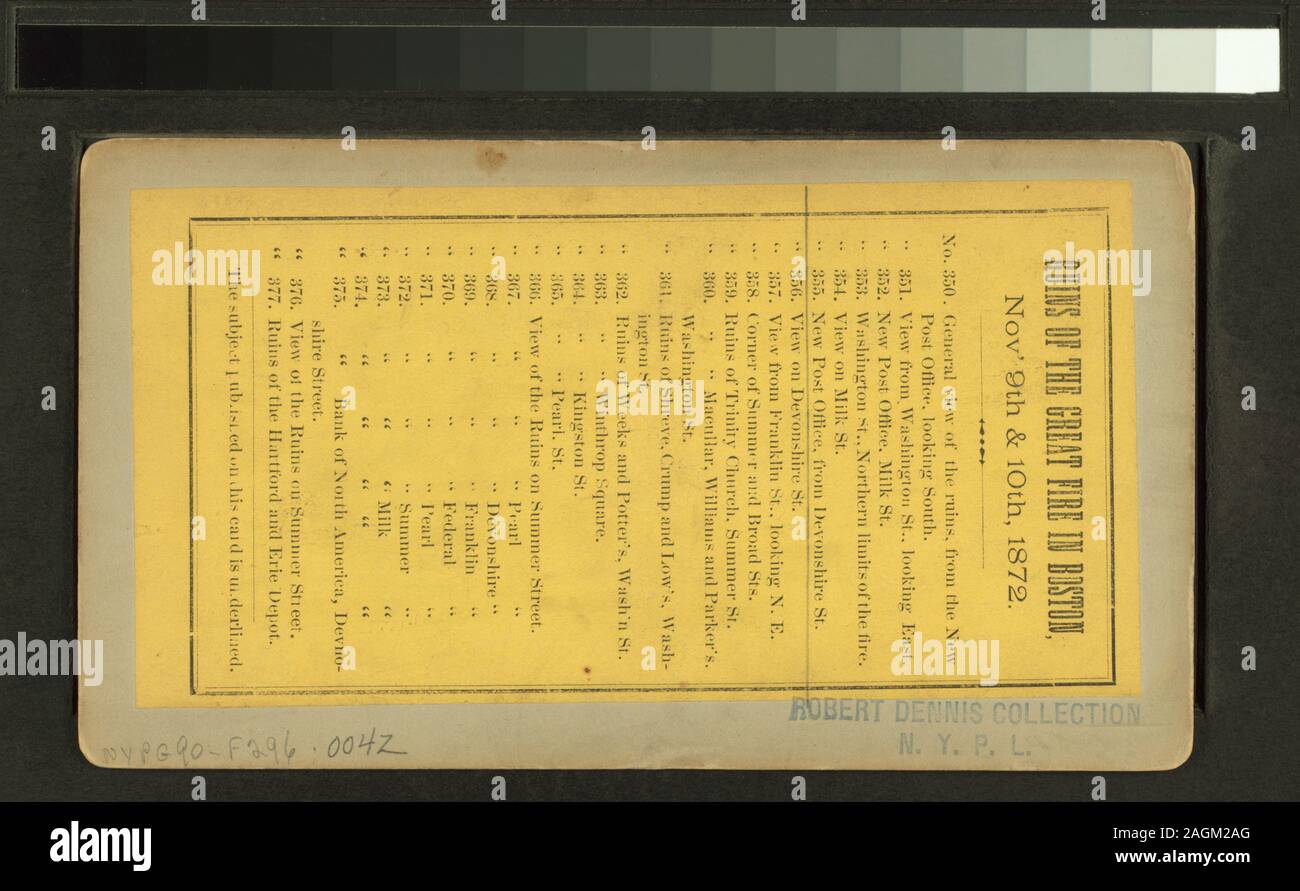 RUINS OF THE GREAT FIRE IN BOSTON,
Nov' 9th & 10th, 1872.
No. 350. General view of the ruins, from the New
Post Office, looking South.
" 351. View from Washington St., looking East.
" 352. New Post Office, Milk St.
" 353. Washington St., Northern limits of the fire.
" 354. View on Milk St.
" 355. New Post Office, from Devonshire St.
" 356. View on Devonshire St.
" 357. View from Franklin St., looking N. E.
" 358. Corner of Summer and Broad Sts.
" 359. Ruins of Trinity Church, Summer St.
" 360. " " Macullar, Williams and Parker's.
Washington St.
" 361. Ruins of Shreve, Crump and Low's, Wash-
ington St.
" 362. Ruins of Weeks and Potter's, Wash'n St.
" 363. " " Winthrop Square.
" 364. " " Kingston St.
" 365. " " Pearl. St.
" 366. View of the Ruins on Summer Street.
" 367. " " " Pearl "
" 368. " " " Devonshire "
" 369. " " " Franklin "
" 370. " " " Federal "
" 371. " " " Pearl "
" 372. " " " Summer "
" 373. " " " Milk "
" 374. " " " "
" 375. " Bank of North America, Devno-
shire Street.
" 376. View of the Ruins on Summer Street.
" 377. Ruins of the Hartford and Erie Depot.
The subject published on this card is underlined.
ROBERT DENNIS COLLECTION
N. Y. P. L.
NYPG90-F296.0042
alamy
Image ID: 2AGM2AG
www.alamy.com